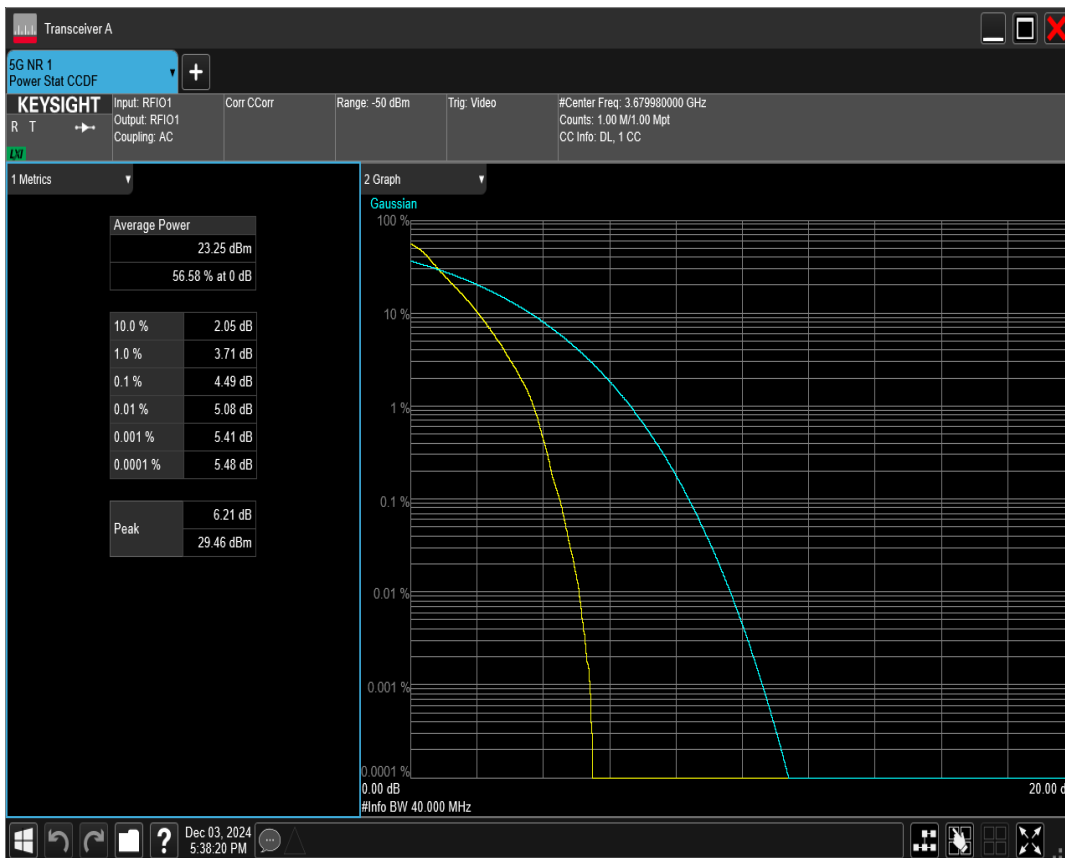 Transceiver A
5G NR 1
Power Stat CCDF
+
KEYSIGHT
R T
LXI
Input: RFIO1
Output: RFIO1
Coupling: AC
Corr CCorr
Range: -50 dBm
Trig: Video
#Center Freq: 3.679980000 GHz
Counts: 1.00 M/1.00 Mpt
CC Info: DL, 1 CC
1 Metrics
Average Power
23.25 dBm
56.58 % at 0 dB
10.0 % 2.05 dB
1.0 % 3.71 dB
0.1 % 4.49 dB
0.01 % 5.08 dB
0.001 % 5.41 dB
0.0001 % 5.48 dB
Peak
6.21 dB
29.46 dBm
2 Graph
Gaussian
100 %
10 %
1 %
0.1 %
0.01 %
0.001 %
0.0001 %
0.00 dB
20.00 d
#Info BW 40.000 MHz
?
Dec 03, 2024
5:38:20 PM